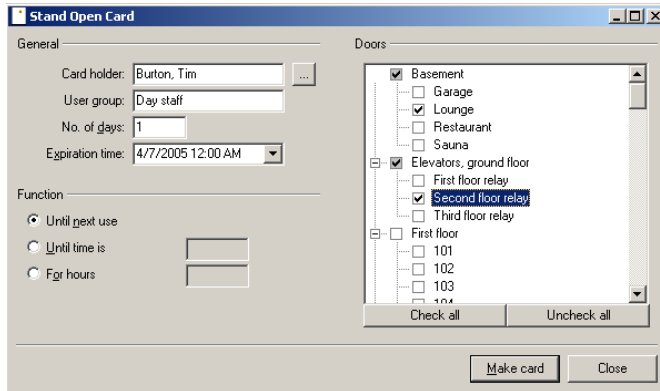 Stand Open Card
General
Card holder: Burton, Tim ...
User group: Day staff
No. of days: 1
Expiration time: 4/7/2005 12:00 AM
Function
Until next use
Until time is
For hours
Doors
Basement
Garage
Lounge
Restaurant
Sauna
Elevators, ground floor
First floor relay
Second floor relay
Third floor relay
First floor
101
102
103
104
Check all Uncheck all
Make card Close